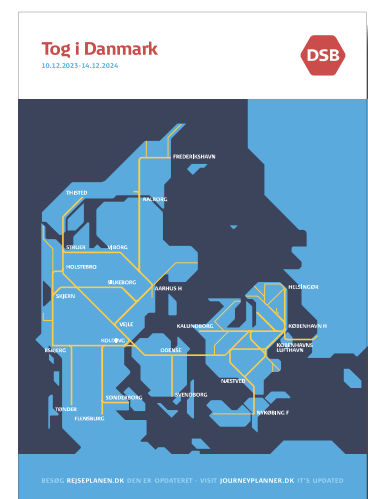 Tog i Danmark
10.12.2023-14.12.2024
DSB
FREDERIKSHAVN
THISTED
AALBORG
STRUER
VIBORG
HOLSTEBRO
SILKEBORG
AARHUS H
HELSINGØR
SKJERN
VEJLE
KALUNDBORG
KØBENHAVN H
KOLDING
ESBJERG
ODENSE
KØBENHAVNS
LUFTHAVN
NÆSTVED
SØNDERBORG
SVENDBORG
TØNDER
NYKØBING F
FLENSBURG
BESØG REJSEPLANEN.DK DEN ER OPDATERET - VISIT JOURNEYPLANNER.DK IT'S UPDATED